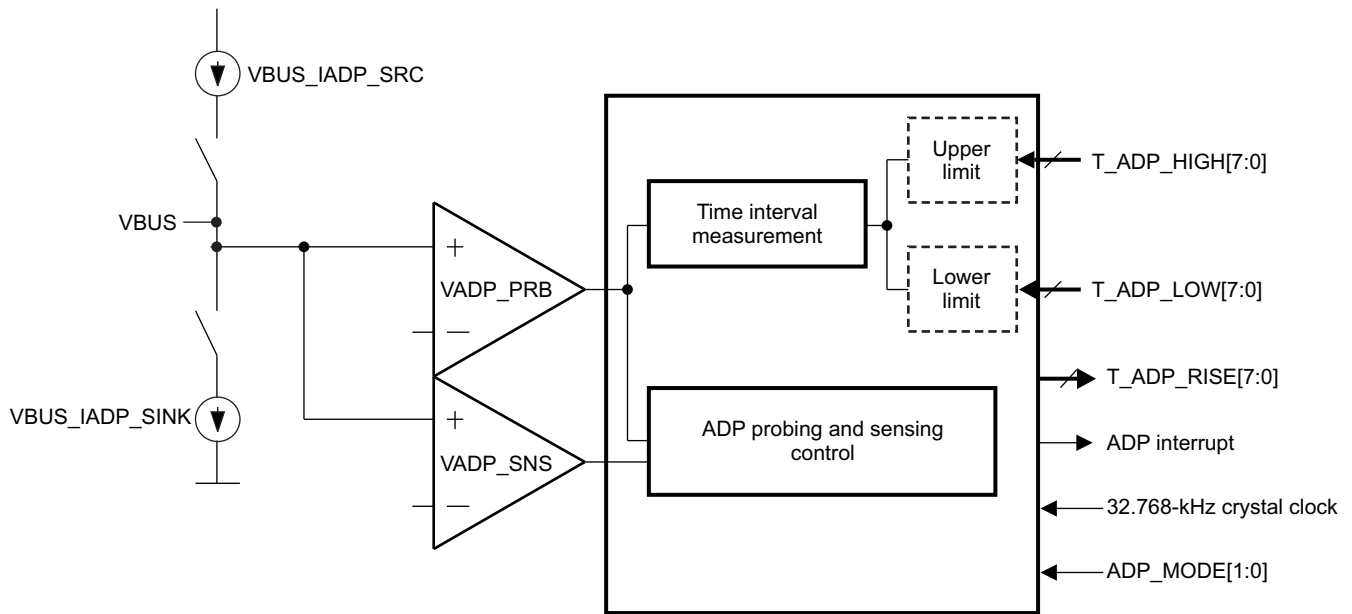 VBUS_IADP_SRC
VBUS
VBUS_IADP_SINK
+
VADP_PRB
—
+
VADP_SNS
—
Time interval
measurement
Upper
limit
Lower
limit
ADP probing and sensing
control
T_ADP_HIGH[7:0]
T_ADP_LOW[7:0]
T_ADP_RISE[7:0]
ADP interrupt
32.768-kHz crystal clock
ADP_MODE[1:0]